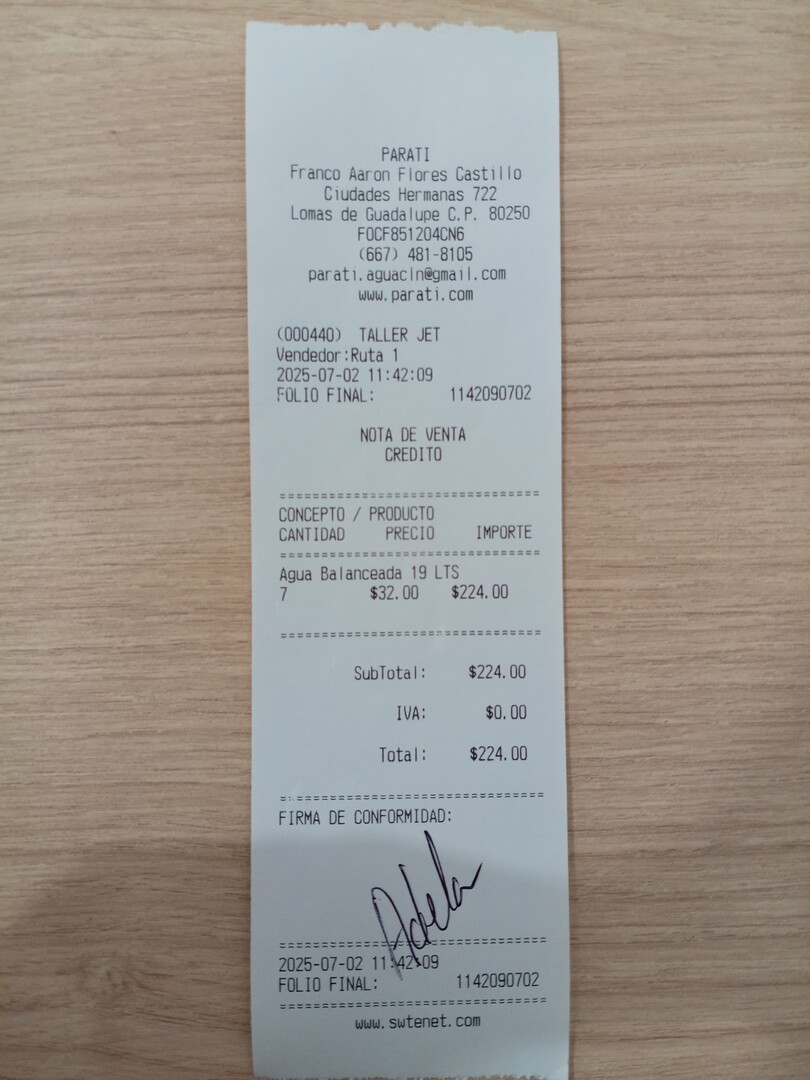 PARATI
Franco Aaron Flores Castillo
Ciudades Hermanas 722
Lomas de Guadalupe C.P. 80250
FOCF851204CN6
(667) 481-8105
parati.aguacln@gmail.com
www.parati.com
(000440) TALLER JET
Vendedor:Ruta 1
2025-07-02 11:42:09
FOLIO FINAL: 1142090702
NOTA DE VENTA
CREDITO
================================
CONCEPTO / PRODUCTO
CANTIDAD PRECIO IMPORTE
================================
Agua Balanceada 19 LTS
7 $32.00 $224.00
================================
SubTotal: $224.00
IVA: $0.00
Total: $224.00
================================
FIRMA DE CONFORMIDAD:
Adela
================================
2025-07-02 11:42:09
FOLIO FINAL: 1142090702
================================
www.swtenet.com